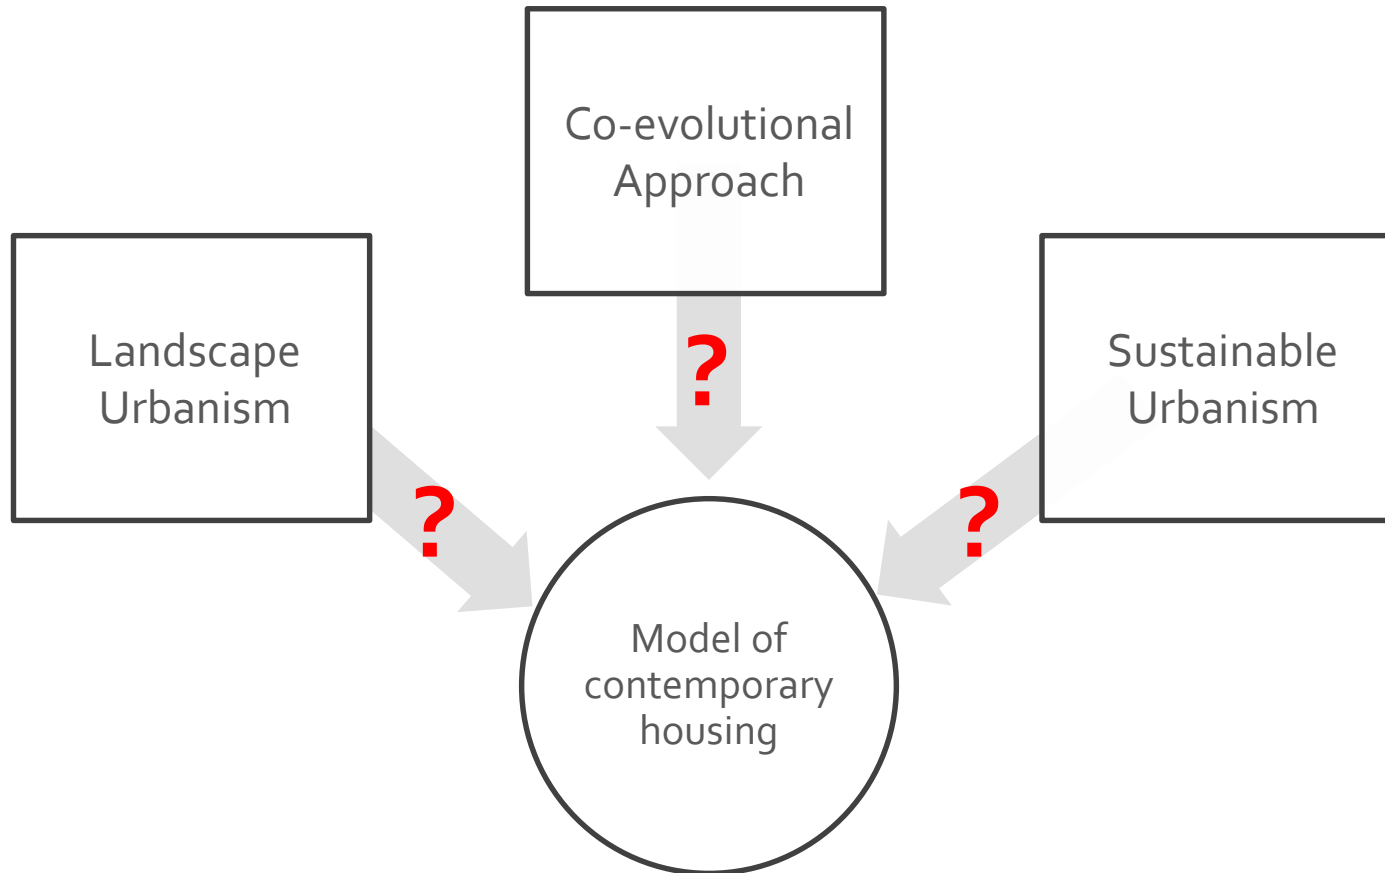 Co-evolutional
Approach
Landscape
Urbanism
Sustainable
Urbanism
?
?
?
Model of
contemporary
housing